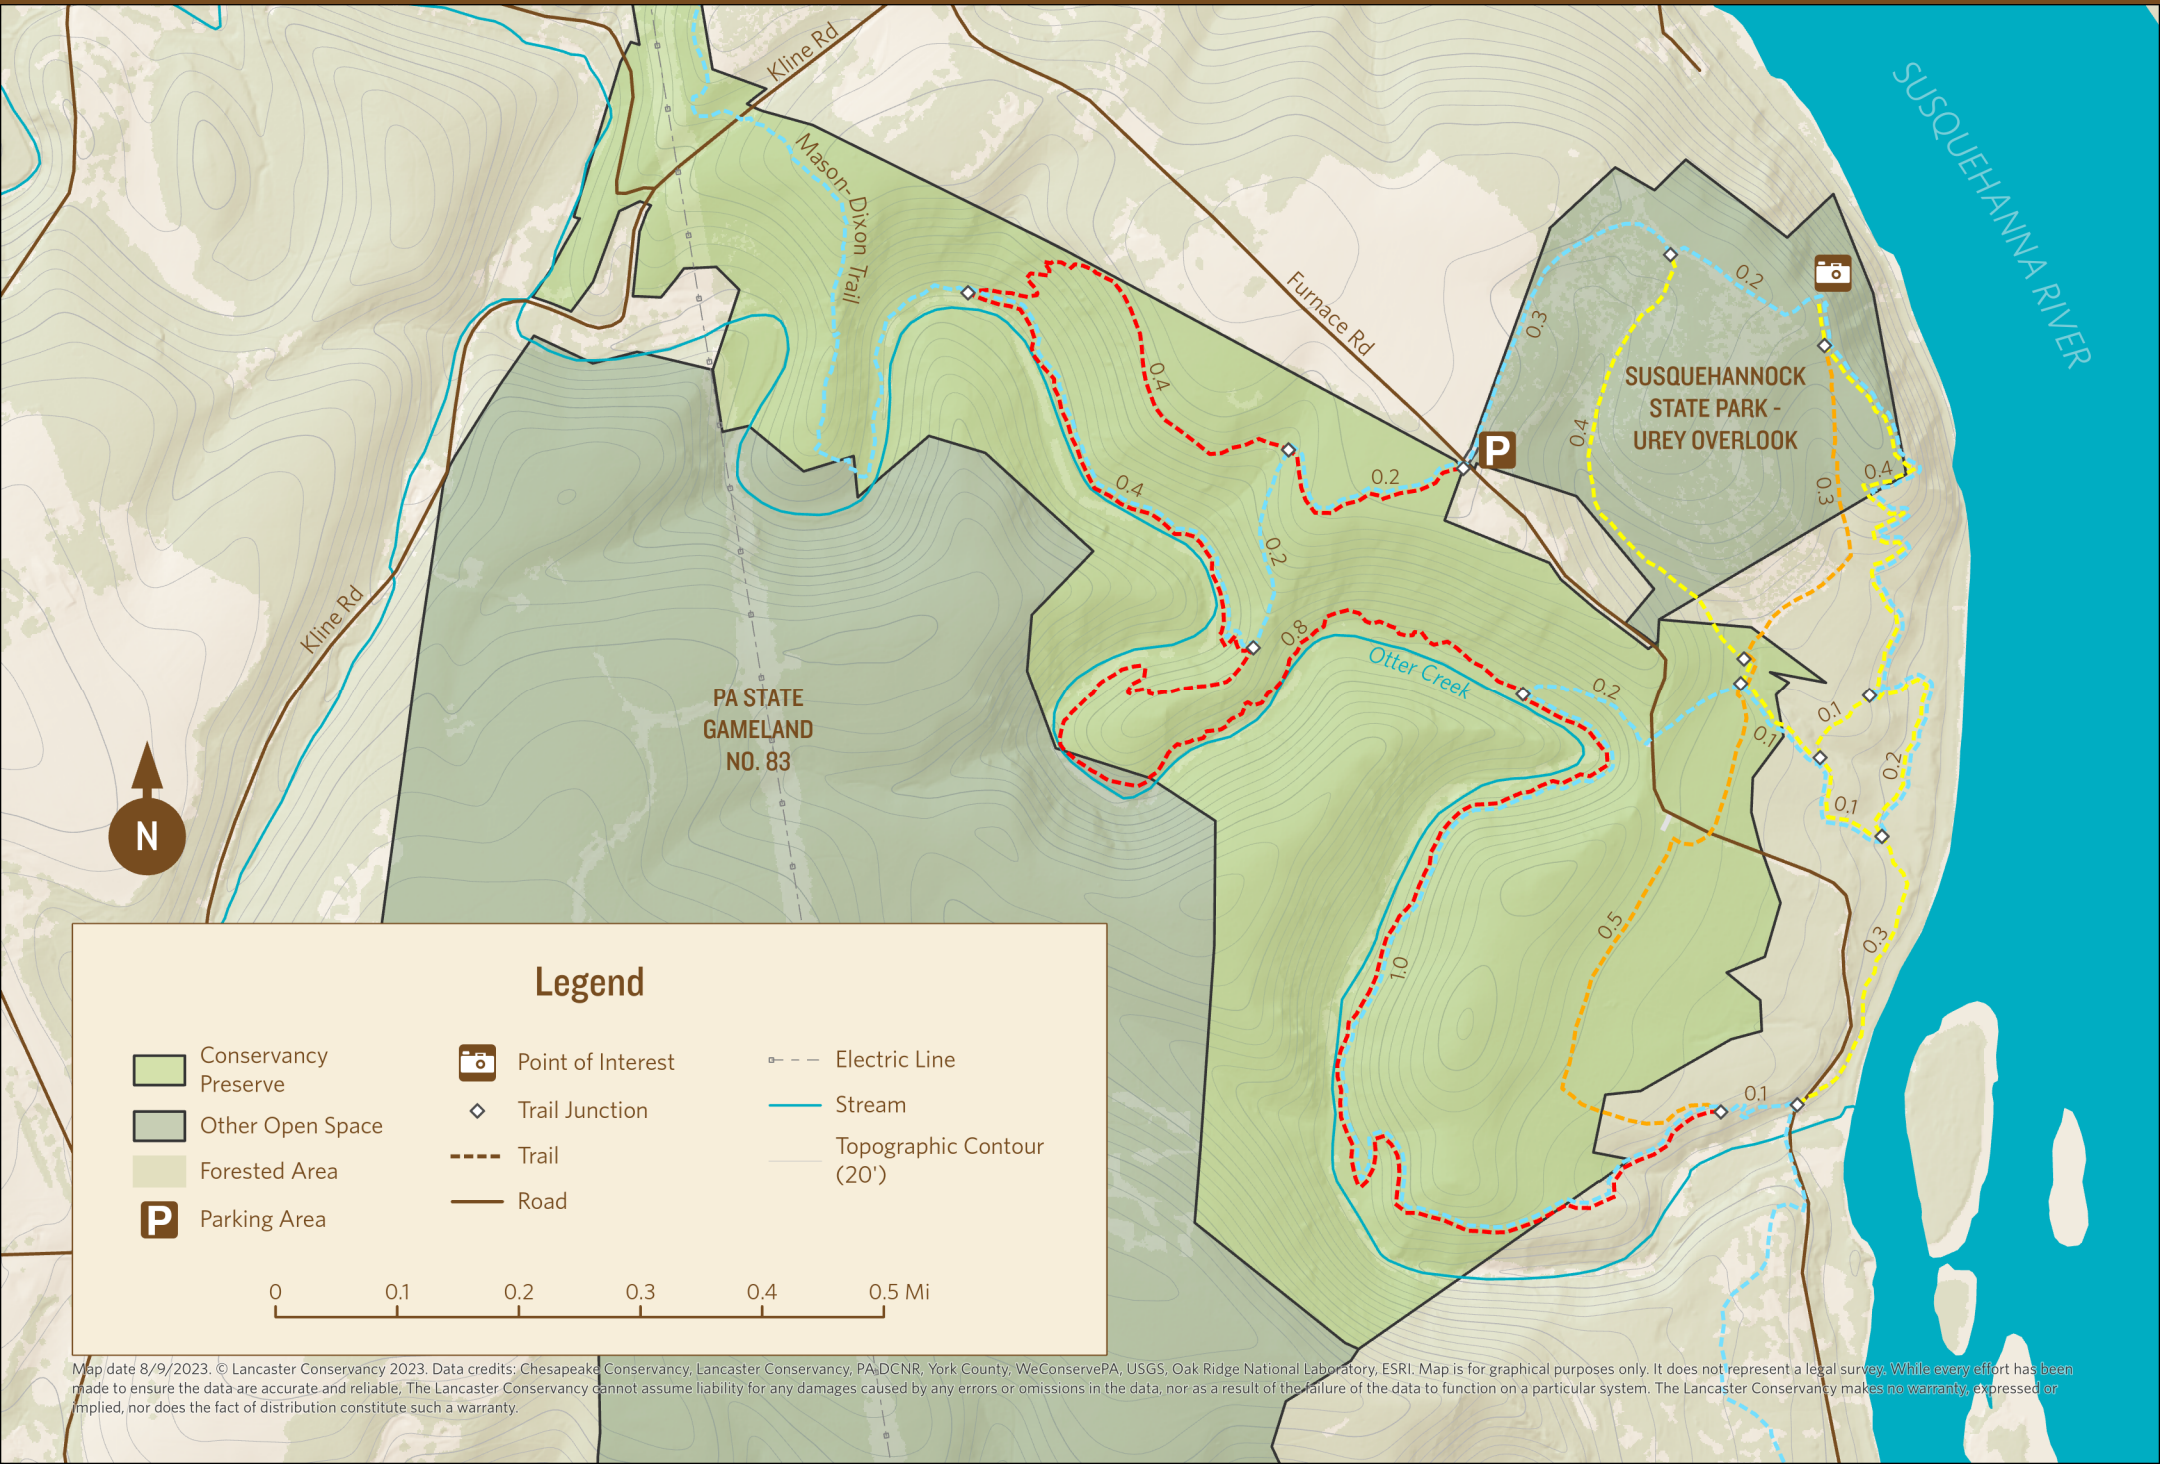 Kline Rd
SUSQUEHANNA RIVER
Mason-Dixon Trail
0.2
Furnace Rd
0.3
0.4
SUSQUEHANNOCK
STATE PARK -
UREY OVERLOOK
0.4
P
0.4
0.2
0.4
0.3
0.2
Kline Rd
0.8
Otter Creek
0.2
0.1
0.1
PA STATE
GAMELAND
NO. 83
0.2
0.1
N
0.5
0.3
1.0
0.1
Legend
Conservancy
Preserve
Other Open Space
Forested Area
P Parking Area
Point of Interest
Trail Junction
Trail
Road
Electric Line
Stream
Topographic Contour
(20')
0 0.1 0.2 0.3 0.4 0.5 Mi
Map date 8/9/2023. © Lancaster Conservancy 2023. Data credits: Chesapeake Conservancy, Lancaster Conservancy, PA DCNR, York County, WeConservePA, USGS, Oak Ridge National Laboratory, ESRI. Map is for graphical purposes only. It does not represent a legal survey. While every effort has been
made to ensure the data are accurate and reliable, The Lancaster Conservancy cannot assume liability for any damages caused by any errors or omissions in the data, nor as a result of the failure of the data to function on a particular system. The Lancaster Conservancy makes no warranty, expressed or
implied, nor does the fact of distribution constitute such a warranty.